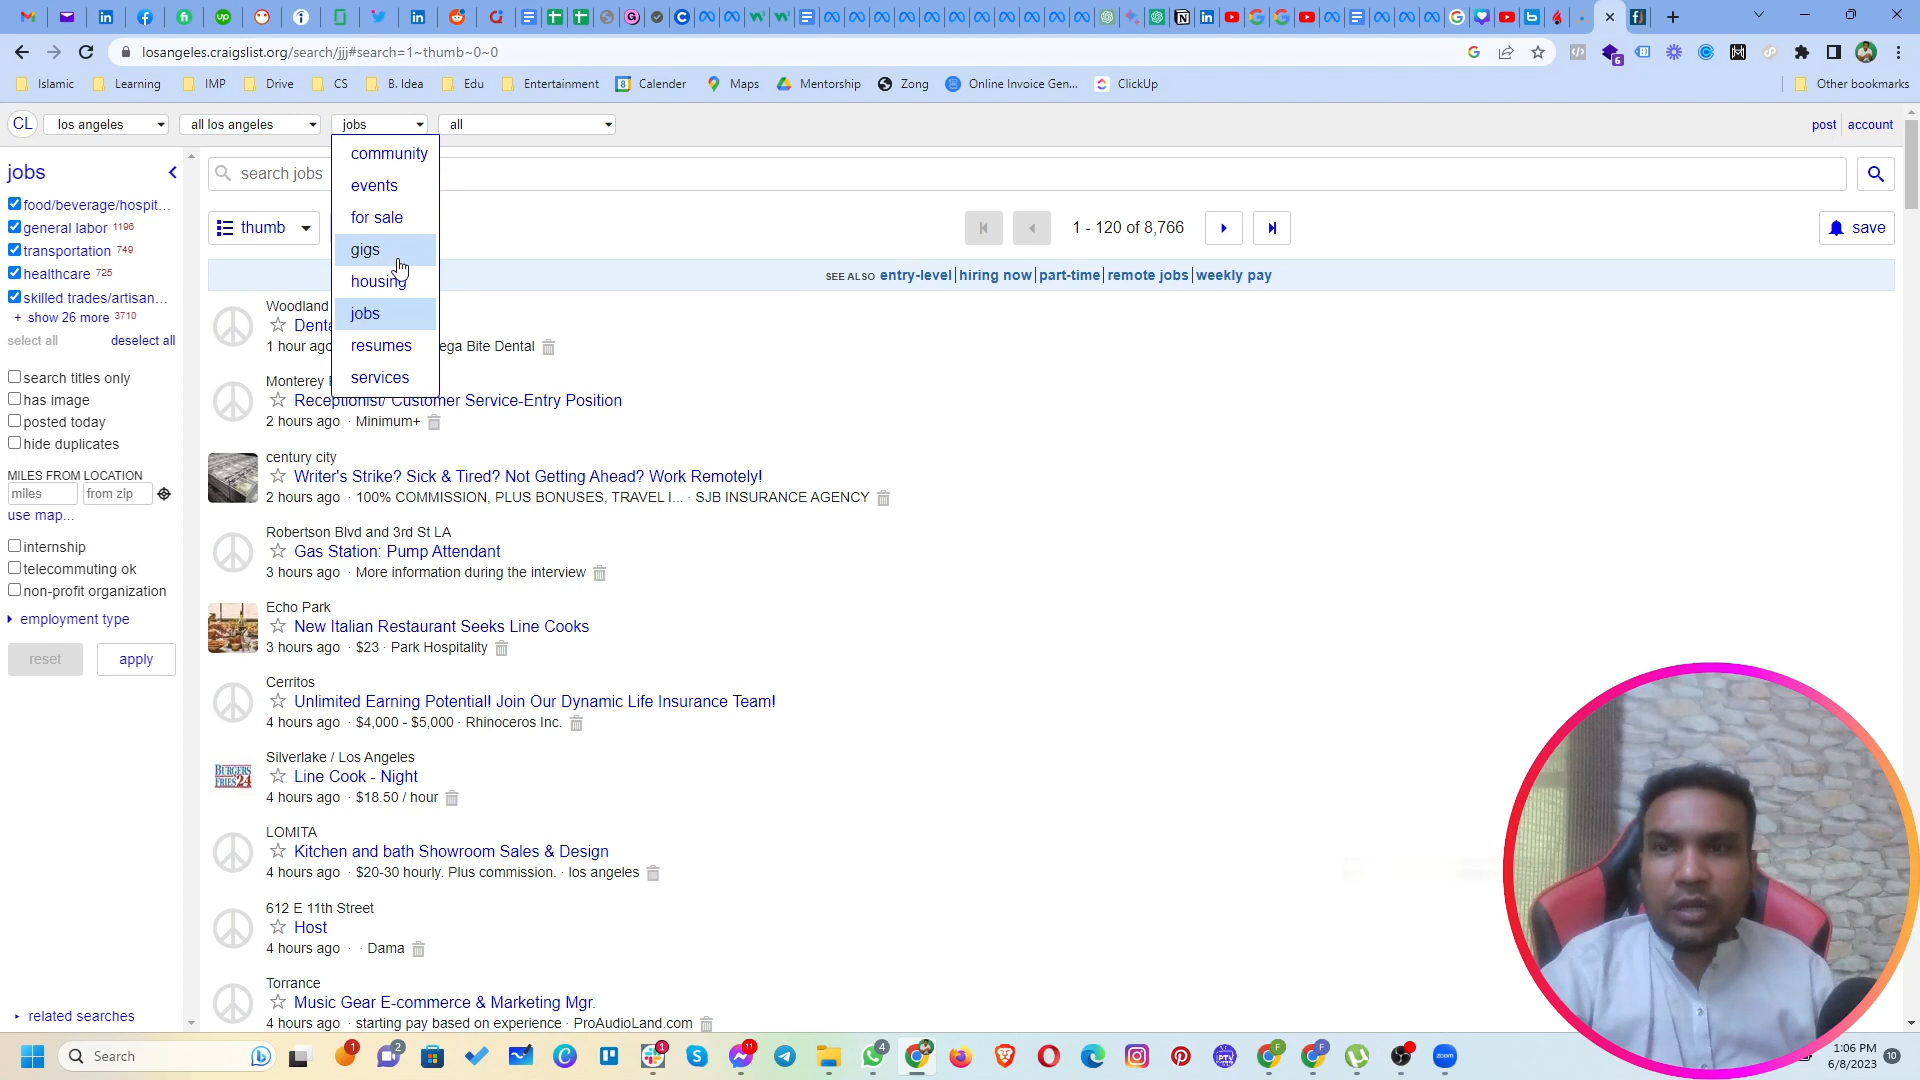 losangeles.craigslist.org/search/jjj#search=1~thumb~0~0
6
Islamic Learning IMP Drive CS B. Idea Edu Entertainment 8 Calender Maps Mentorship Zong Online Invoice Gen... ClickUp Other bookmarks
CL los angeles all los angeles jobs all post account
community
events
for sale
gigs
housing
jobs
resumes
services
jobs
food/beverage/hospit...
general labor 1196
transportation 749
healthcare 725
skilled trades/artisan...
+ show 26 more 3710
select all deselect all
search titles only
has image
posted today
hide duplicates
MILES FROM LOCATION
miles from zip
use map...
internship
telecommuting ok
non-profit organization
employment type
reset apply
related searches
search jobs
thumb 1 - 120 of 8,766 save
SEE ALSO entry-level hiring now part-time remote jobs weekly pay
Woodland
Denta
1 hour ago ega Bite Dental
Monterey
Receptionist/ Customer Service-Entry Position
2 hours ago · Minimum+
century city
Writer's Strike? Sick & Tired? Not Getting Ahead? Work Remotely!
2 hours ago · 100% COMMISSION, PLUS BONUSES, TRAVEL I... · SJB INSURANCE AGENCY
Robertson Blvd and 3rd St LA
Gas Station: Pump Attendant
3 hours ago · More information during the interview
Echo Park
New Italian Restaurant Seeks Line Cooks
3 hours ago · $23 · Park Hospitality
Cerritos
Unlimited Earning Potential! Join Our Dynamic Life Insurance Team!
4 hours ago · $4,000 - $5,000 · Rhinoceros Inc.
BURGERS
FRIES 24
Silverlake / Los Angeles
Line Cook - Night
4 hours ago · $18.50 / hour
LOMITA
Kitchen and bath Showroom Sales & Design
4 hours ago · $20-30 hourly. Plus commission. · los angeles
612 E 11th Street
Host
4 hours ago · · Dama
Torrance
Music Gear E-commerce & Marketing Mgr.
4 hours ago · starting pay based on experience · ProAudioLand.com
Search 1 2 1 11 4 F F zoom
1:06 PM
6/8/2023 10